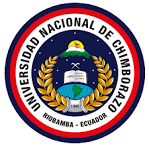 UNIVERSIDAD NACIONAL DE CHIMBORAZO
RIOBAMBA - ECUADOR